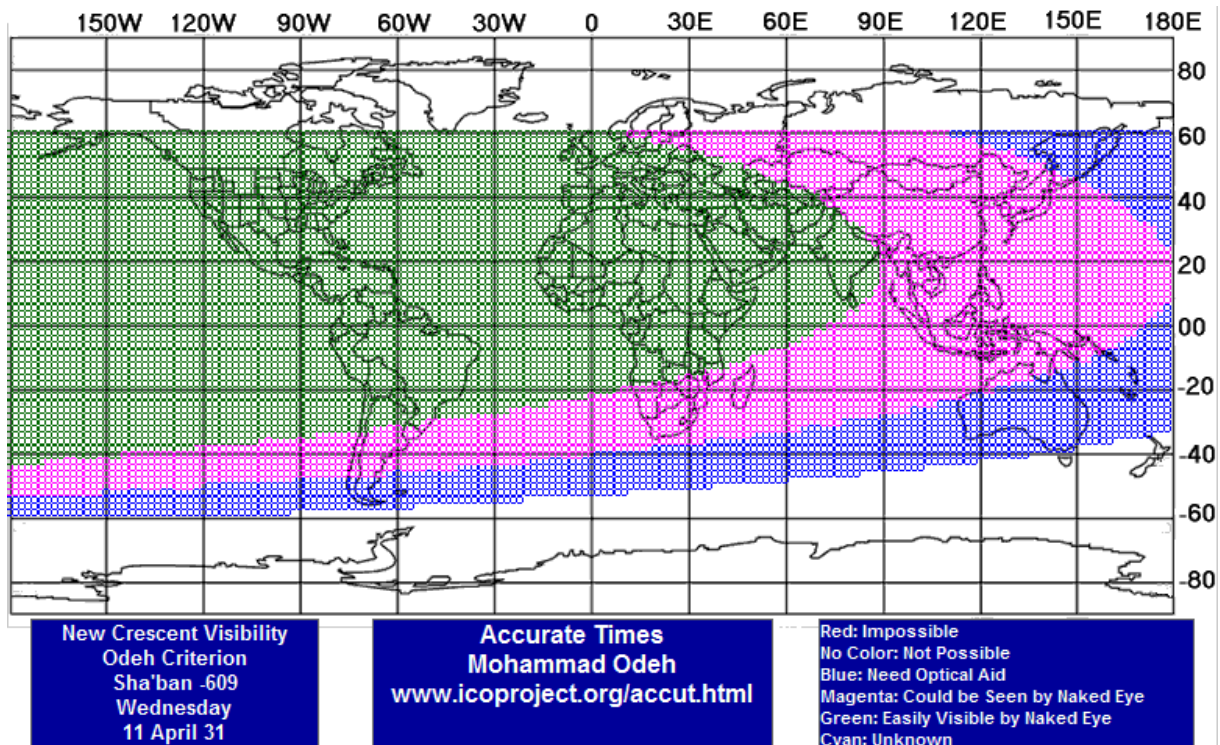 150W 120W 90W 60W 30W 0 30E 60E 90E 120E 150E 180E
80
60
40
20
00
-20
-40
-60
-80
New Crescent Visibility
Odeh Criterion
Sha'ban -609
Wednesday
11 April 31
Accurate Times
Mohammad Odeh
www.icoproject.org/accut.html
Red: Impossible
No Color: Not Possible
Blue: Need Optical Aid
Magenta: Could be Seen by Naked Eye
Green: Easily Visible by Naked Eye
Cyan: Unknown